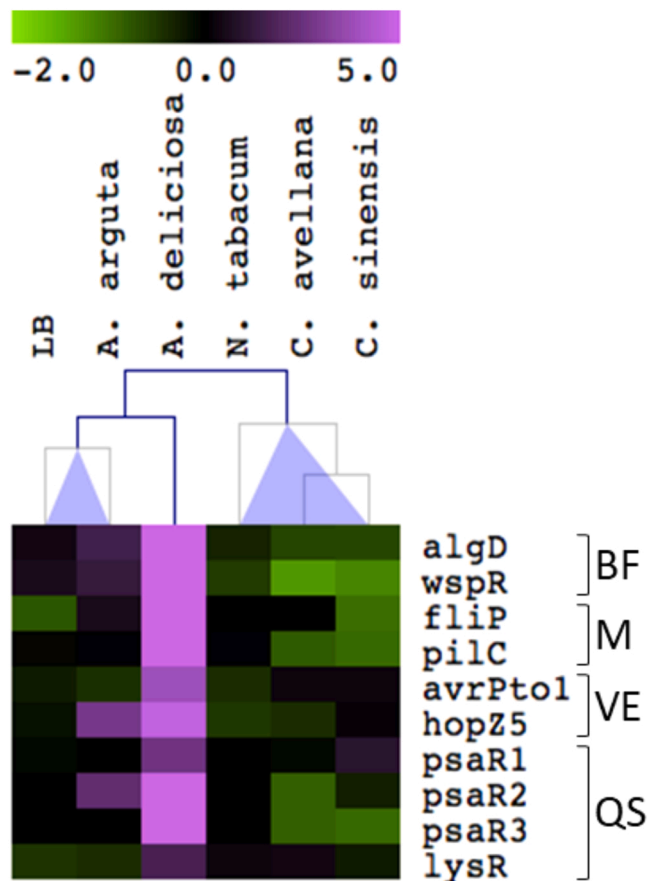 -2.0 0.0 5.0
LB
A. arguta
A. deliciosa
N. tabacum
C. avellana
C. sinensis
algD
wspR
BF
fliP
pilC
M
avrPto1
hopZ5
VE
psaR1
psaR2
psaR3
lysR
QS